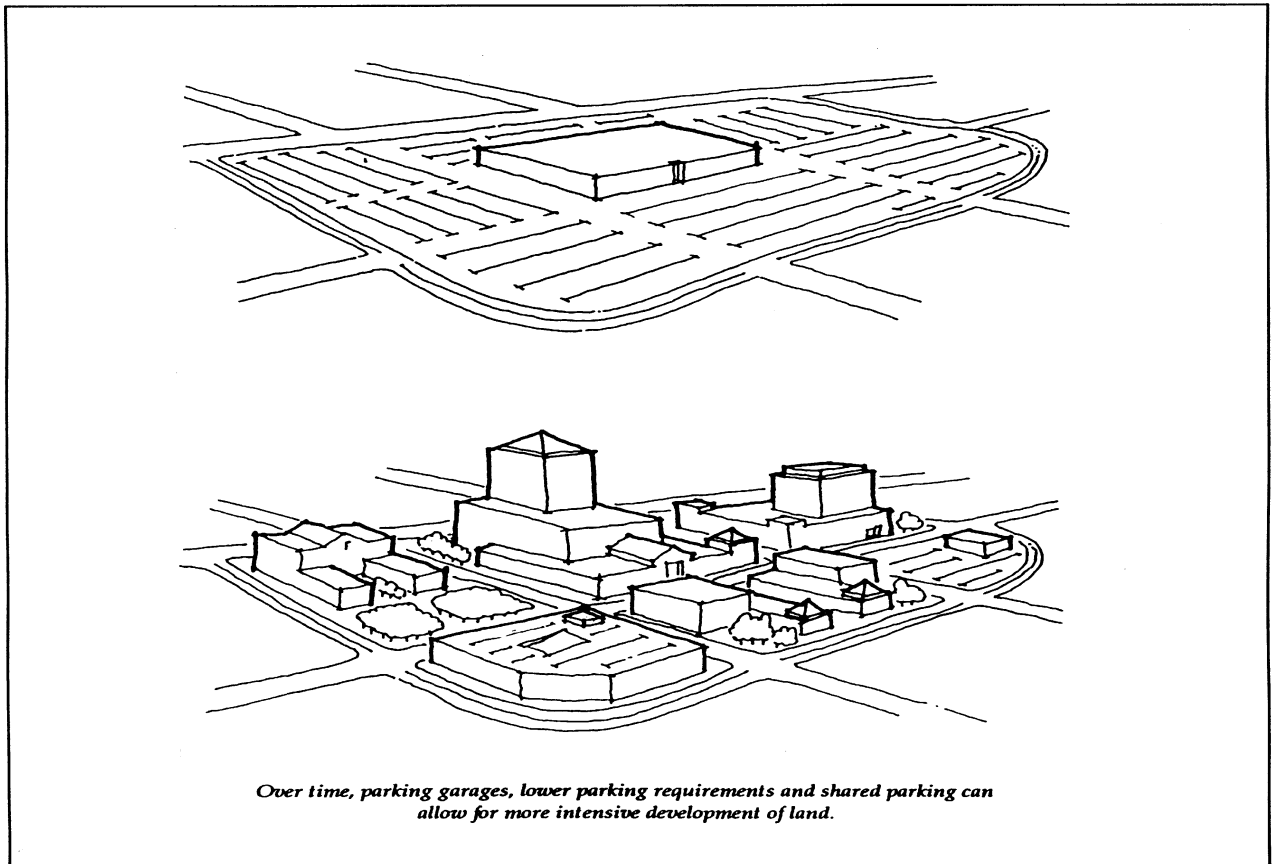 Over time, parking garages, lower parking requirements and shared parking can
allow for more intensive development of land.